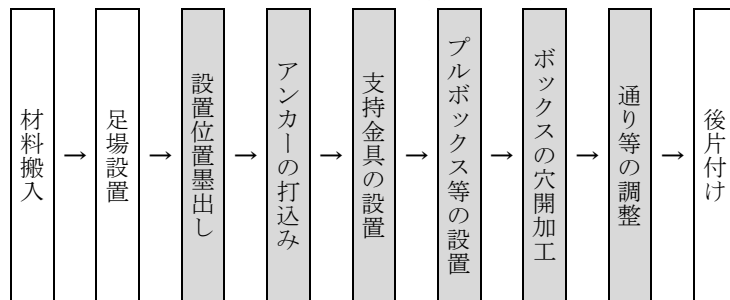 材料搬入
→
足場設置
→
設置位置墨出し
→
アンカーの打込み
→
支持金具の設置
→
プルボックス等の設置
→
ボックスの穴開加工
→
通り等の調整
→
後片付け